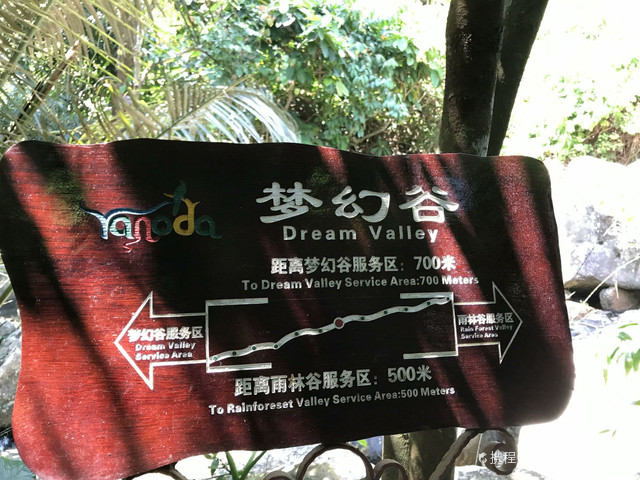 Yanoda
梦幻谷
Dream Valley
距离梦幻谷服务区：700米
To Dream Valley Service Area:700 Meters
梦幻谷服务区
Dream Valley
Service Area
雨林谷服务区
Rain Forest Valley
Service Area
距离雨林谷服务区：500米
To Rainforeset Valley Service Area:500 Meters
携程